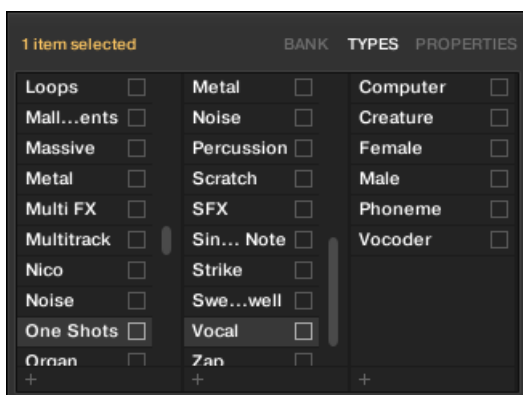 1 item selected BANK TYPES PROPERTIES
Loops Metal Computer
Mall...ents Noise Creature
Massive Percussion Female
Metal Scratch Male
Multi FX SFX Phoneme
Multitrack Sin... Note Vocoder
Nico Strike
Noise Swe...well
One Shots Vocal
Organ Zap
+ + +